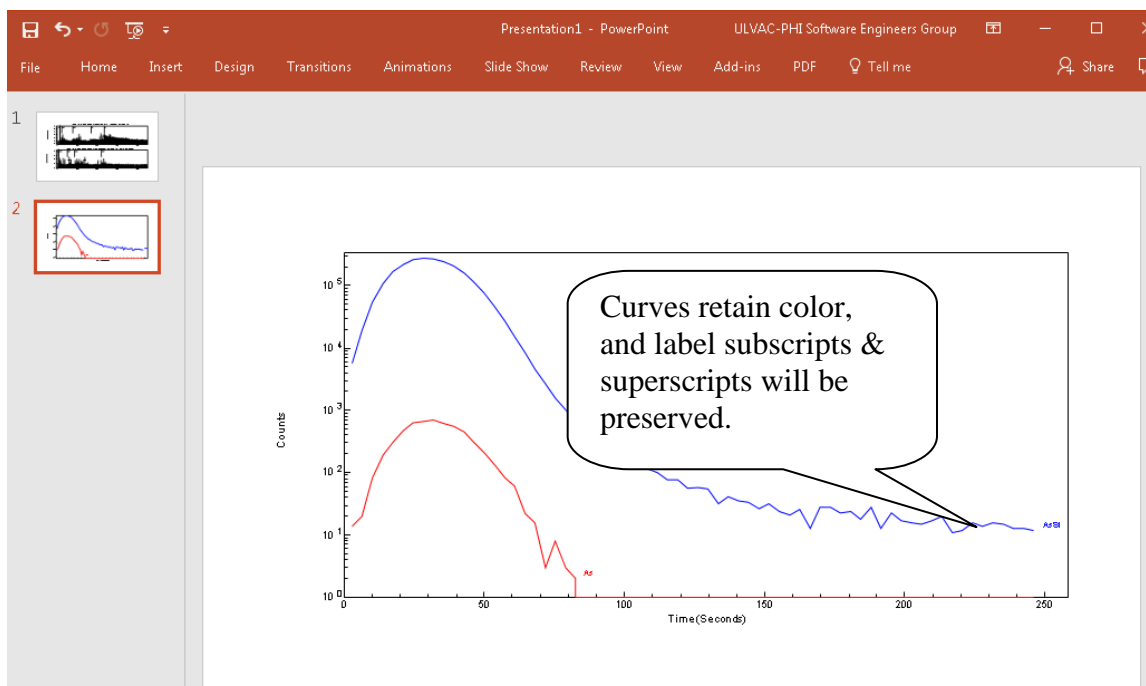 Presentation1 - PowerPoint
ULVAC-PHI Software Engineers Group
File Home Insert Design Transitions Animations Slide Show Review View Add-ins PDF Tell me Share
1
2
10 5
10 4
10 3
10 2
10 1
10 0
Counts
Curves retain color,
and label subscripts &
superscripts will be
preserved.
AsSi
As
0 50 100 150 200 250
Time(Seconds)